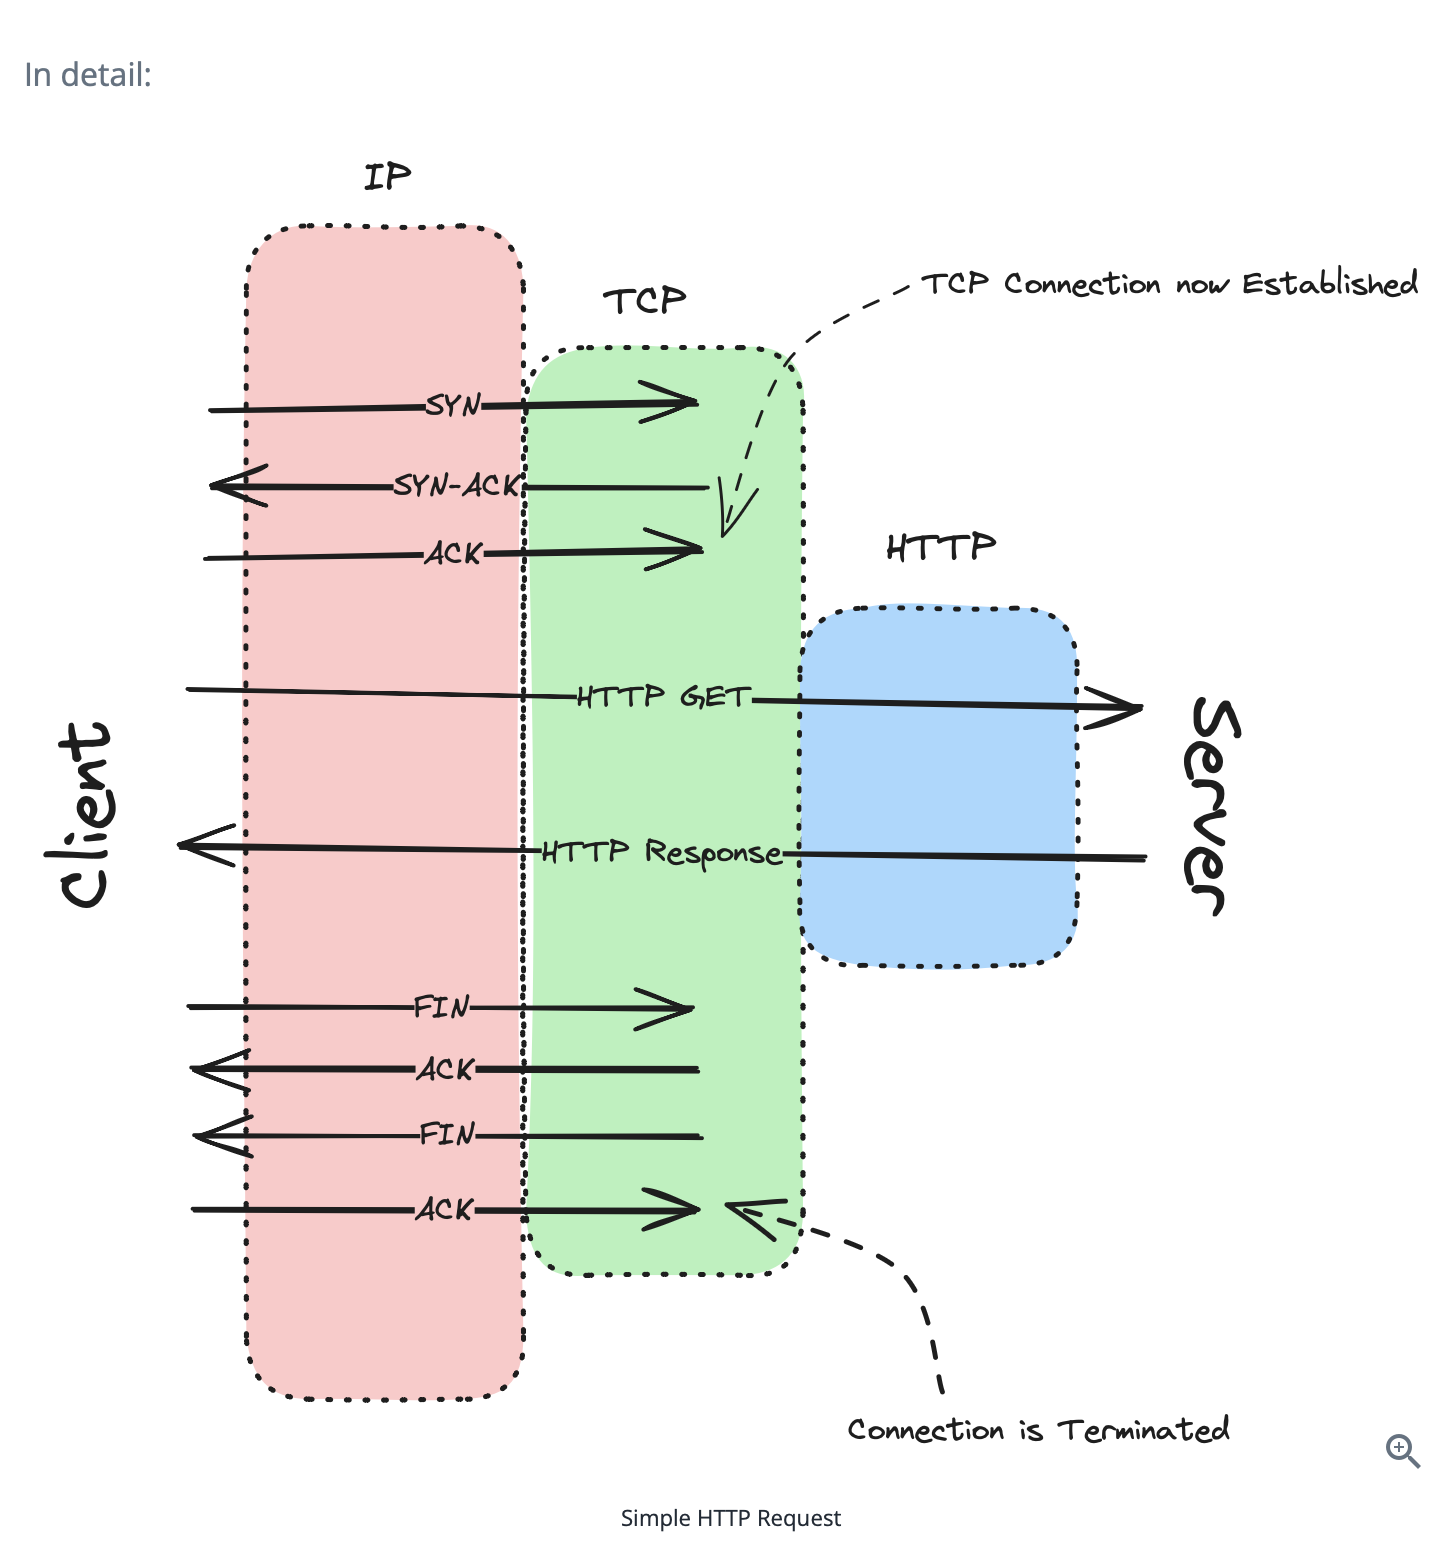 In detail:
IP
TCP Connection now Established
TCP
SYN
SYN-ACK
ACK
HTTP
HTTP GET
Client
Server
HTTP Response
FIN
ACK
FIN
ACK
Connection is Terminated
Simple HTTP Request